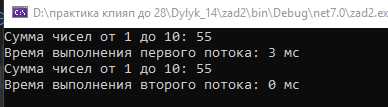 D:\практика кпияп до 28\Dylyk_14\zad2\bin\Debug\net7.0\zad2.ex
Сумма чисел от 1 до 10: 55
Время выполнения первого потока: 3 мс
Сумма чисел от 1 до 10: 55
Время выполнения второго потока: 0 мс